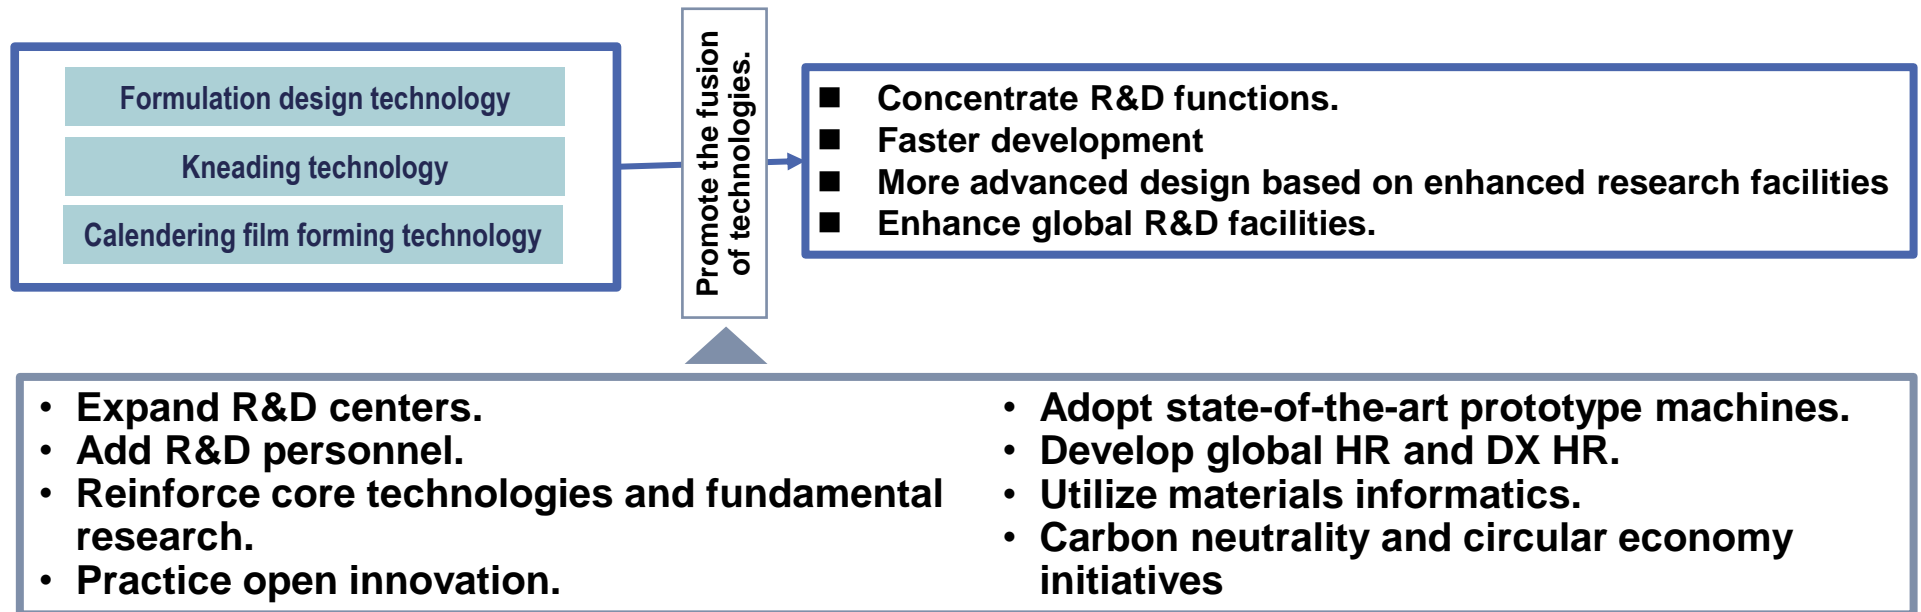 Formulation design technology
Kneading technology
Calendering film forming technology
Promote the fusion
of technologies.
■ Concentrate R&D functions.
■ Faster development
■ More advanced design based on enhanced research facilities
■ Enhance global R&D facilities.
• Expand R&D centers.
• Add R&D personnel.
• Reinforce core technologies and fundamental
research.
• Practice open innovation.
• Adopt state-of-the-art prototype machines.
• Develop global HR and DX HR.
• Utilize materials informatics.
• Carbon neutrality and circular economy
initiatives